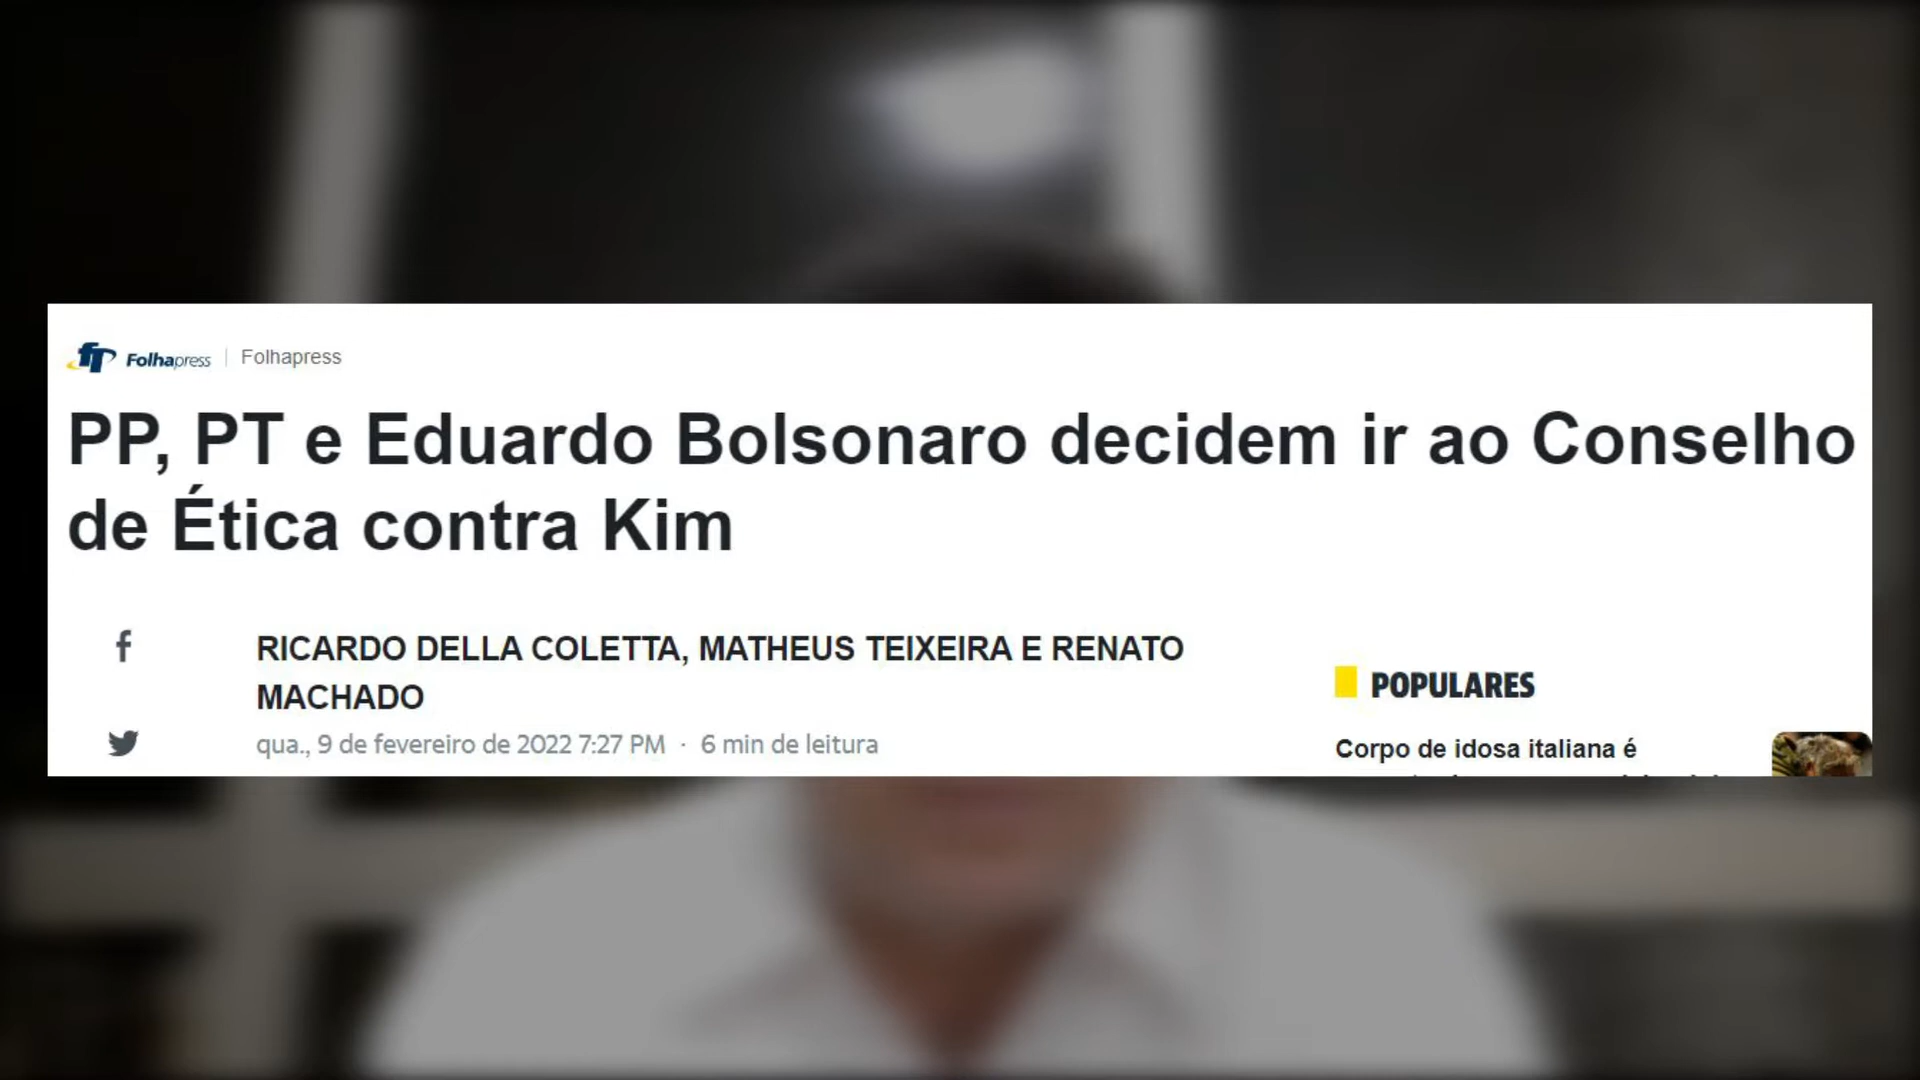 Folhapress | Folhapress
PP, PT e Eduardo Bolsonaro decidem ir ao Conselho
de Ética contra Kim
RICARDO DELLA COLETTA, MATHEUS TEIXEIRA E RENATO
MACHADO
qua., 9 de fevereiro de 2022 7:27 PM · 6 min de leitura
POPULARES
Corpo de idosa italiana é